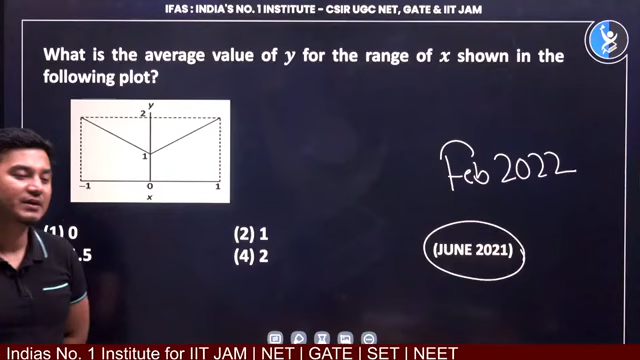 IFAS : INDIA'S NO. 1 INSTITUTE – CSIR UGC NET, GATE & IIT JAM
What is the average value of y for the range of x shown in the
following plot?
y
2
1
−1 0 1
x
Feb 2022
(1) 0 (2) 1
.5 (4) 2
(JUNE 2021)
Indias No. 1 Institute for IIT JAM | NET | GATE | SET | NEET